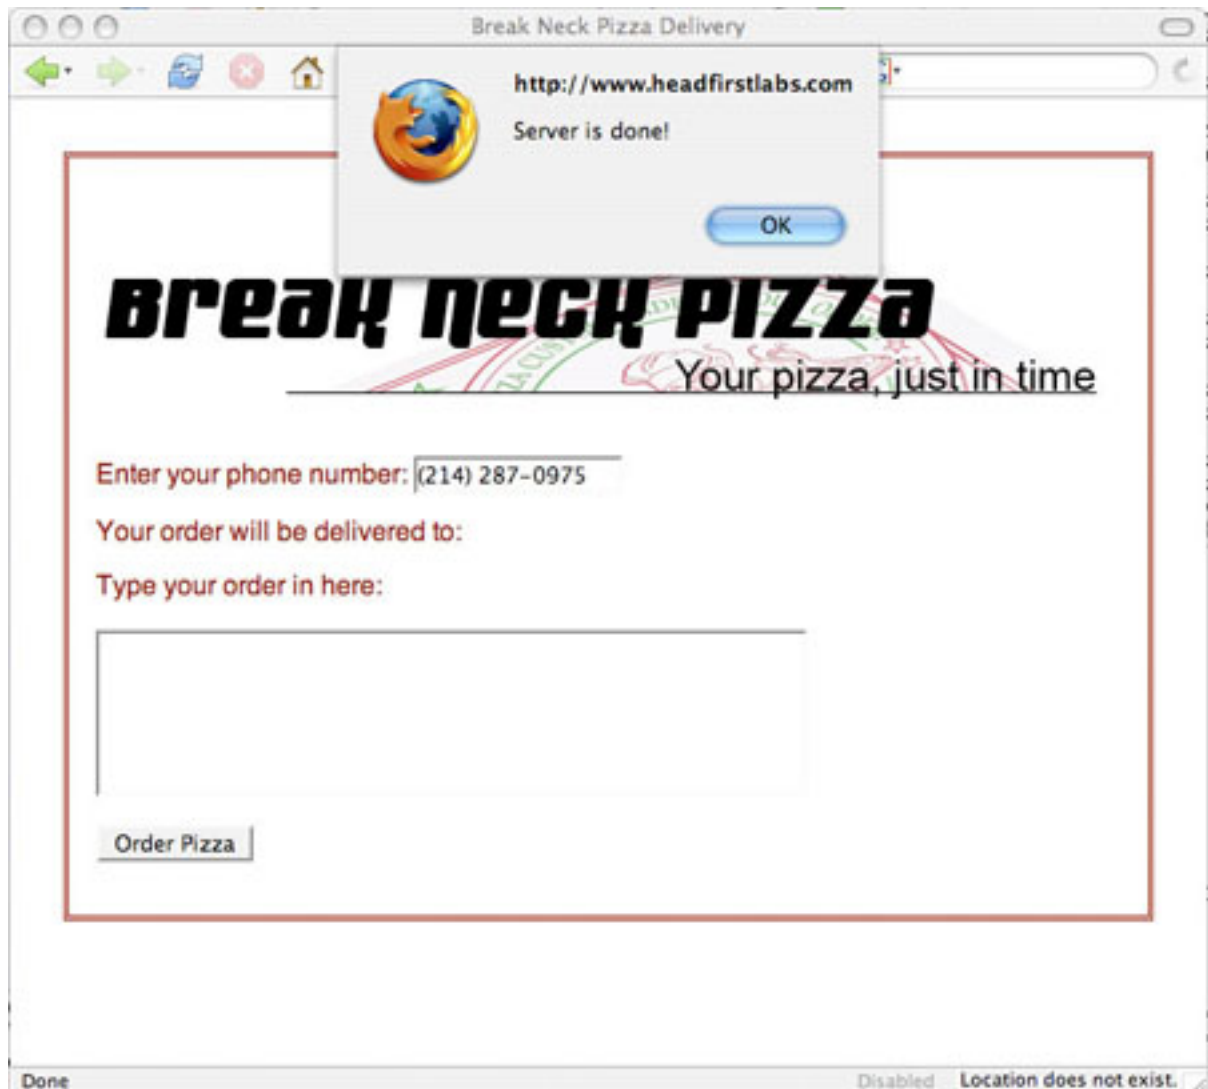 Break Neck Pizza Delivery
http://www.headfirstlabs.com
Server is done!
OK
Break Neck Pizza
Your pizza, just in time
Enter your phone number: (214) 287-0975
Your order will be delivered to:
Type your order in here:
Order Pizza
Done
Disabled
Location does not exist.